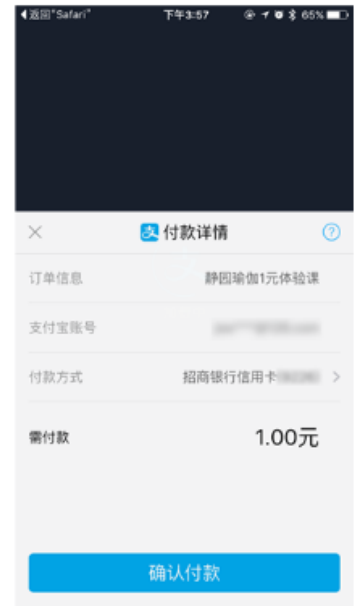 返回"Safari" 下午3:57 65%
付款详情
订单信息 静园瑜伽1元体验课
支付宝账号
付款方式 招商银行信用卡
需付款 1.00元
确认付款